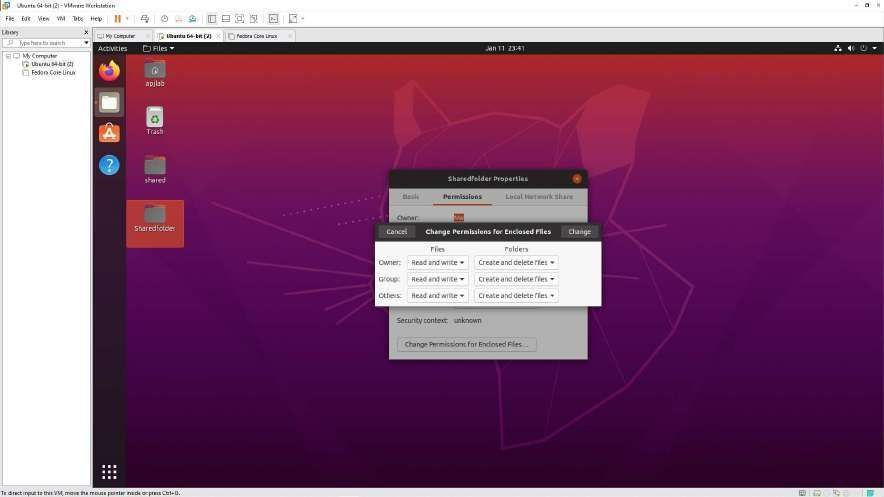 Ubuntu 64-bit (2) - VMware Workstation
File Edit View VM Tabs Help
Library
Type here to search
My Computer
Ubuntu 64-bit (2)
Fedora Core Linux
My Computer
Ubuntu 64-bit (2)
Fedora Core Linux
Activities
Files
Jan 11 23:41
apjlab
Trash
shared
Sharedfolder
Sharedfolder Properties
Basic Permissions Local Network Share
Owner: Me
Cancel Change Permissions for Enclosed Files Change
Files Folders
Owner: Read and write Create and delete files
Group: Read and write Create and delete files
Others: Read and write Create and delete files
Security context: unknown
Change Permissions for Enclosed Files ...
To direct input to this VM, move the mouse pointer inside or press Ctrl+G.